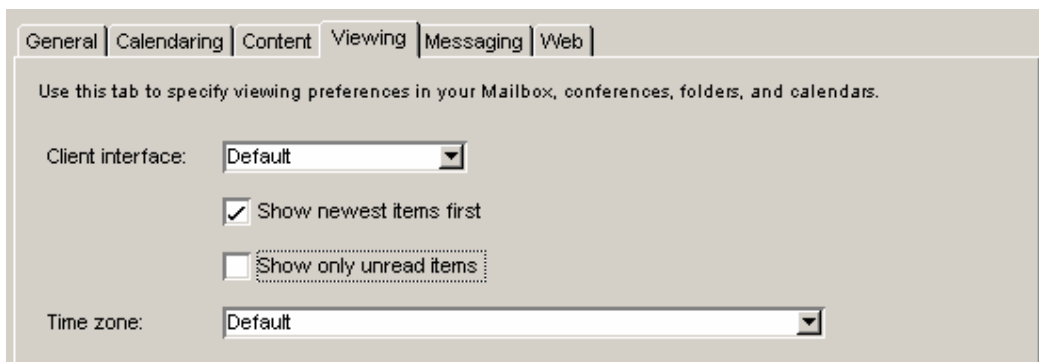 General Calendaring Content Viewing Messaging Web
Use this tab to specify viewing preferences in your Mailbox, conferences, folders, and calendars.
Client interface: Default
Show newest items first
Show only unread items
Time zone: Default